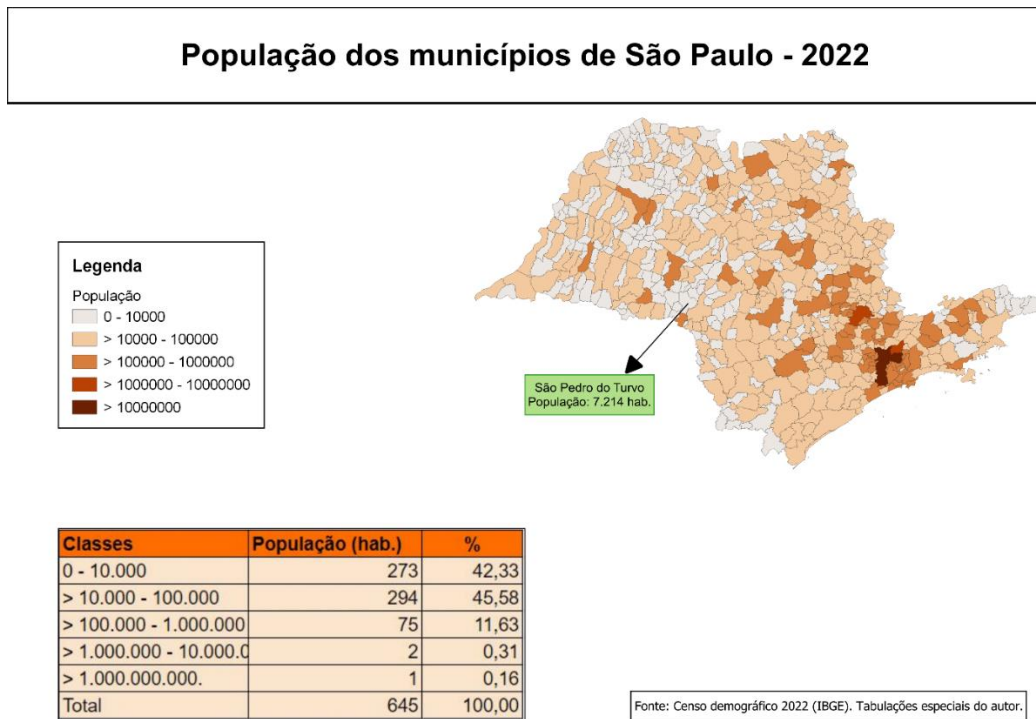 População dos municípios de São Paulo - 2022
Legenda
População
0 - 10000
> 10000 - 100000
> 100000 - 1000000
> 1000000 - 10000000
> 10000000
São Pedro do Turvo
População: 7.214 hab.
Classes População (hab.) %
0 - 10.000 273 42,33
> 10.000 - 100.000 294 45,58
> 100.000 - 1.000.000 75 11,63
> 1.000.000 - 10.000.0 2 0,31
> 1.000.000.000. 1 0,16
Total 645 100,00
Fonte: Censo demográfico 2022 (IBGE). Tabulações especiais do autor.